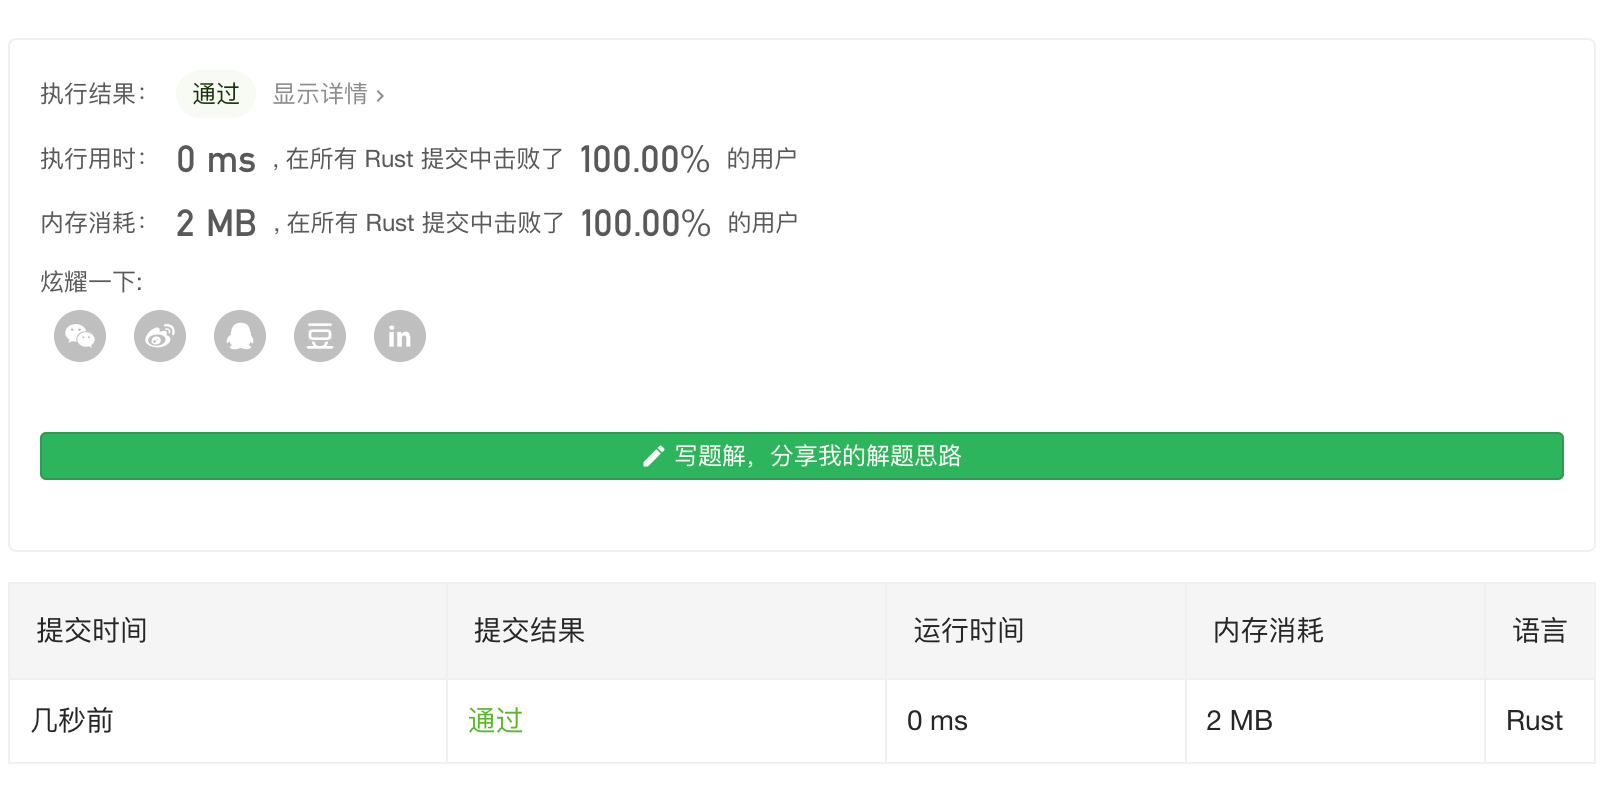 执行结果： 通过 显示详情 >
执行用时： 0 ms , 在所有 Rust 提交中击败了 100.00% 的用户
内存消耗： 2 MB , 在所有 Rust 提交中击败了 100.00% 的用户
炫耀一下:
豆 in
写题解，分享我的解题思路
提交时间 提交结果 运行时间 内存消耗 语言
几秒前 通过 0 ms 2 MB Rust